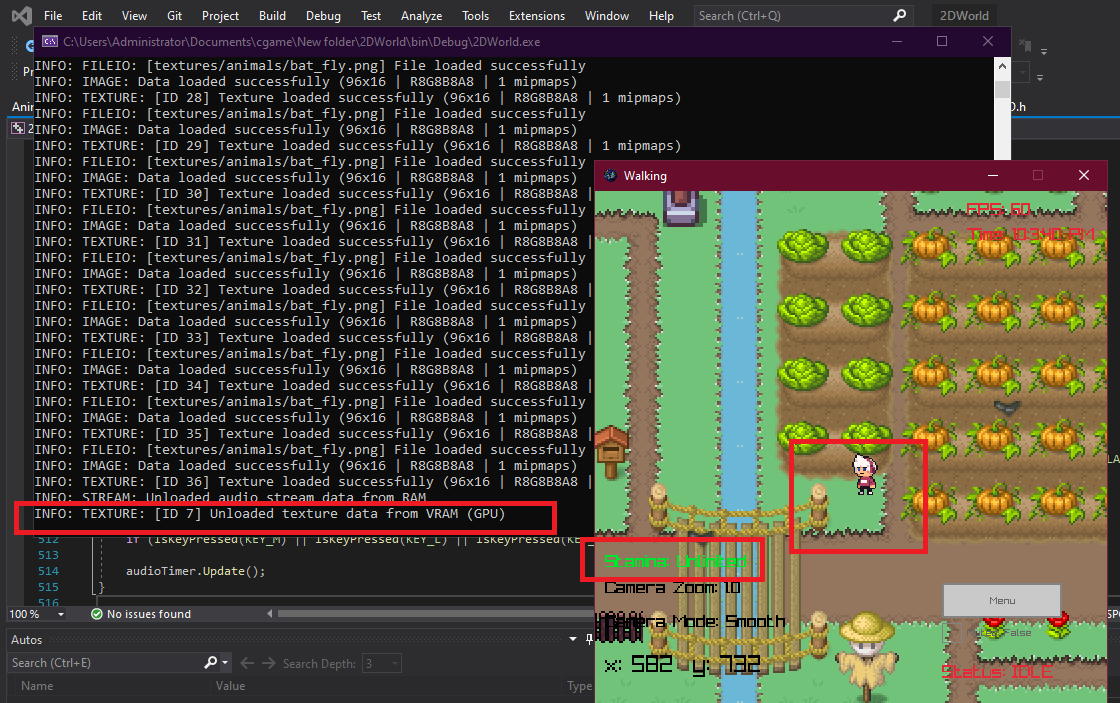 File Edit View Git Project Build Debug Test Analyze Tools Extensions Window Help Search (Ctrl+Q) 2DWorld
C:\Users\Administrator\Documents\cgame\New folder\2DWorld\bin\Debug\2DWorld.exe
INFO: FILEIO: [textures/animals/bat_fly.png] File loaded successfully
INFO: IMAGE: Data loaded successfully (96x16 | R8G8B8A8 | 1 mipmaps)
INFO: TEXTURE: [ID 28] Texture loaded successfully (96x16 | R8G8B8A8 | 1 mipmaps)
INFO: FILEIO: [textures/animals/bat_fly.png] File loaded successfully
INFO: IMAGE: Data loaded successfully (96x16 | R8G8B8A8 | 1 mipmaps)
INFO: TEXTURE: [ID 29] Texture loaded successfully (96x16 | R8G8B8A8 | 1 mipmaps)
INFO: FILEIO: [textures/animals/bat_fly.png] File loaded successfully
INFO: IMAGE: Data loaded successfully (96x16 | R8G8B8A8 | 1 mipmaps)
INFO: TEXTURE: [ID 30] Texture loaded successfully (96x16 | R8G8B8A8 |
INFO: FILEIO: [textures/animals/bat_fly.png] File loaded successfully
INFO: IMAGE: Data loaded successfully (96x16 | R8G8B8A8 | 1 mipmaps)
INFO: TEXTURE: [ID 31] Texture loaded successfully (96x16 | R8G8B8A8 |
INFO: FILEIO: [textures/animals/bat_fly.png] File loaded successfully
INFO: IMAGE: Data loaded successfully (96x16 | R8G8B8A8 | 1 mipmaps)
INFO: TEXTURE: [ID 32] Texture loaded successfully (96x16 | R8G8B8A8 |
INFO: FILEIO: [textures/animals/bat_fly.png] File loaded successfully
INFO: IMAGE: Data loaded successfully (96x16 | R8G8B8A8 | 1 mipmaps)
INFO: TEXTURE: [ID 33] Texture loaded successfully (96x16 | R8G8B8A8 |
INFO: FILEIO: [textures/animals/bat_fly.png] File loaded successfully
INFO: IMAGE: Data loaded successfully (96x16 | R8G8B8A8 | 1 mipmaps)
INFO: TEXTURE: [ID 34] Texture loaded successfully (96x16 | R8G8B8A8 |
INFO: FILEIO: [textures/animals/bat_fly.png] File loaded successfully
INFO: IMAGE: Data loaded successfully (96x16 | R8G8B8A8 | 1 mipmaps)
INFO: TEXTURE: [ID 35] Texture loaded successfully (96x16 | R8G8B8A8 |
INFO: FILEIO: [textures/animals/bat_fly.png] File loaded successfully
INFO: IMAGE: Data loaded successfully (96x16 | R8G8B8A8 | 1 mipmaps)
INFO: TEXTURE: [ID 36] Texture loaded successfully (96x16 | R8G8B8A8 |
INFO: STREAM: Unloaded audio stream data from RAM
INFO: TEXTURE: [ID 7] Unloaded texture data from VRAM (GPU)
512 if (IsKeyPressed(KEY_M) || IsKeyPressed(KEY_L) ||
513
514 audioTimer.Update();
515 }
516
100 % No issues found
Autos
Search (Ctrl+E) Search Depth: 3
Name Value Type
Walking
FPS: 60
Stamina: Unlimited
Camera Zoom: 10
Camera Mode: Smooth
x: 582 y: 732
Menu
False
Status: IDLE